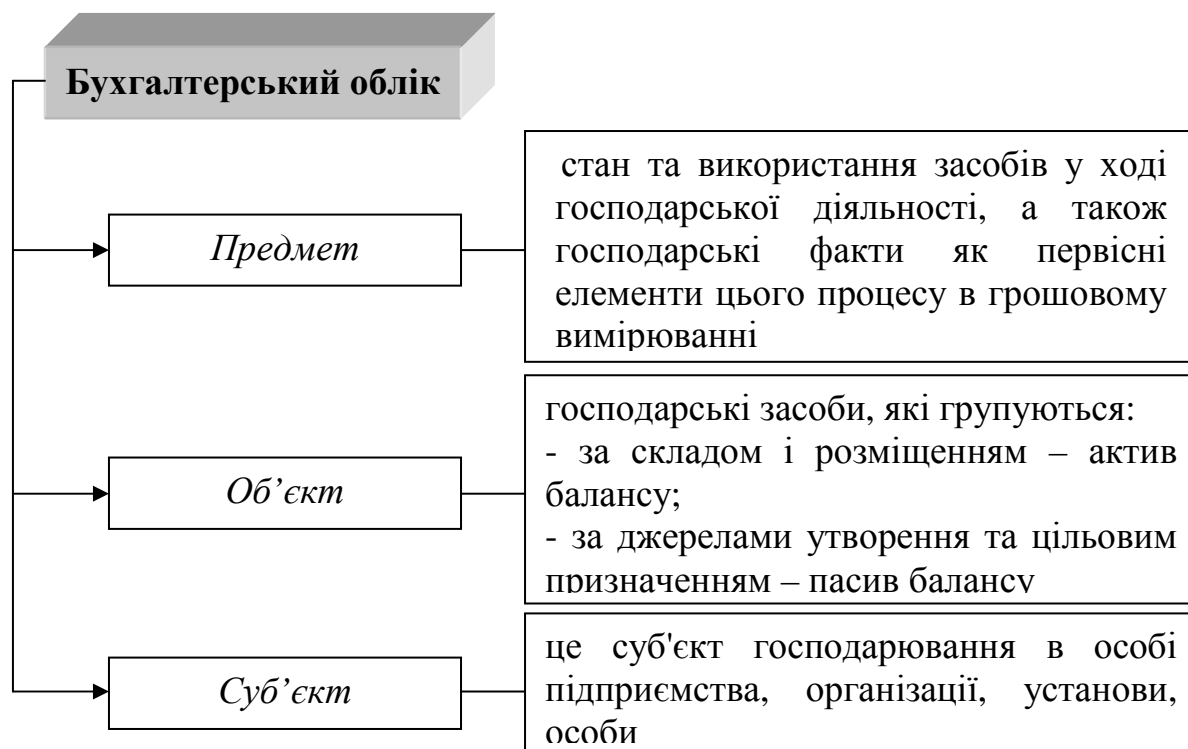 Бухгалтерський облік
Предмет
стан та використання засобів у ході
господарської діяльності, а також
господарські факти як первісні
елементи цього процесу в грошовому
вимірюванні
Об’єкт
господарські засоби, які групуються:
- за складом і розміщенням – актив
балансу;
- за джерелами утворення та цільовим
призначенням – пасив балансу
Суб’єкт
це суб'єкт господарювання в особі
підприємства, організації, установи,
особи